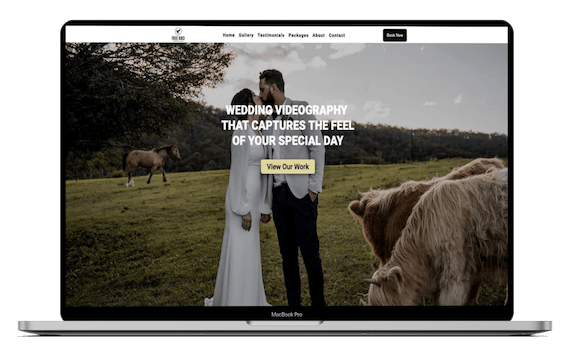 FREE BIRD
Home Gallery Testimonials Packages About Contact
Book Now
WEDDING VIDEOGRAPHY
THAT CAPTURES THE FEEL
OF YOUR SPECIAL DAY
View Our Work
MacBook Pro